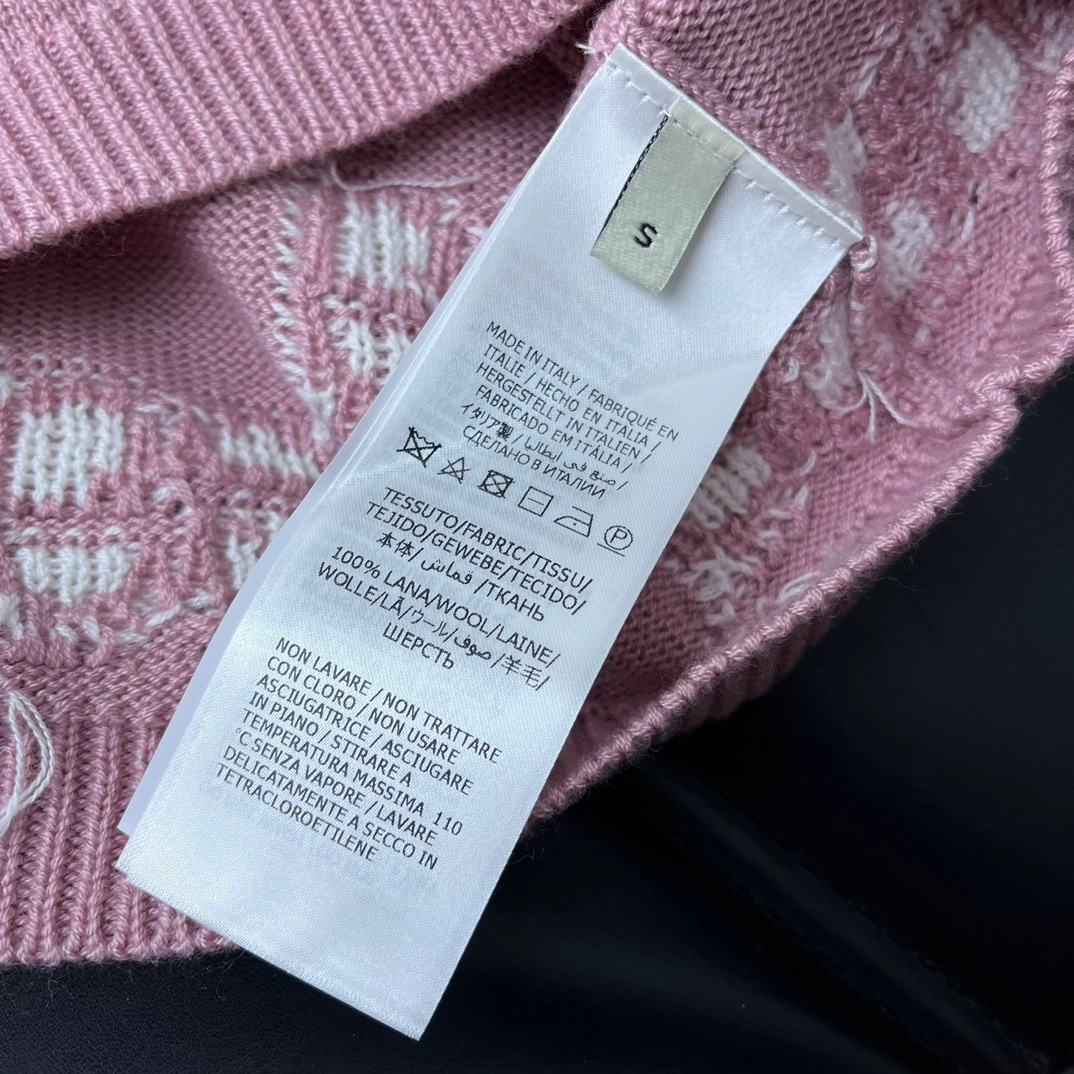 S
MADE IN ITALY / FABRIQUÉ EN
ITALIE / HECHO EN ITALIA /
HERGESTELLT IN ITALIEN /
FABRICADO EM ITÁLIA /
イタリア製 / صنع في ايطاليا /
СДЕЛАНО В ИТАЛИИ
P
TESSUTO/FABRIC/TISSU/
TEJIDO/GEWEBE/TECIDO/
本体/ قماش /ТКАНЬ
100% LANA/WOOL/LAINE/
WOLLE/LÃ/ウール/صوف /羊毛/
ШЕРСТЬ
NON LAVARE / NON TRATTARE
CON CLORO / NON USARE
ASCIUGATRICE / ASCIUGARE
IN PIANO / STIRARE A
TEMPERATURA MASSIMA 110
°C SENZA VAPORE / LAVARE
DELICATAMENTE A SECCO IN
TETRACLOROETILENE